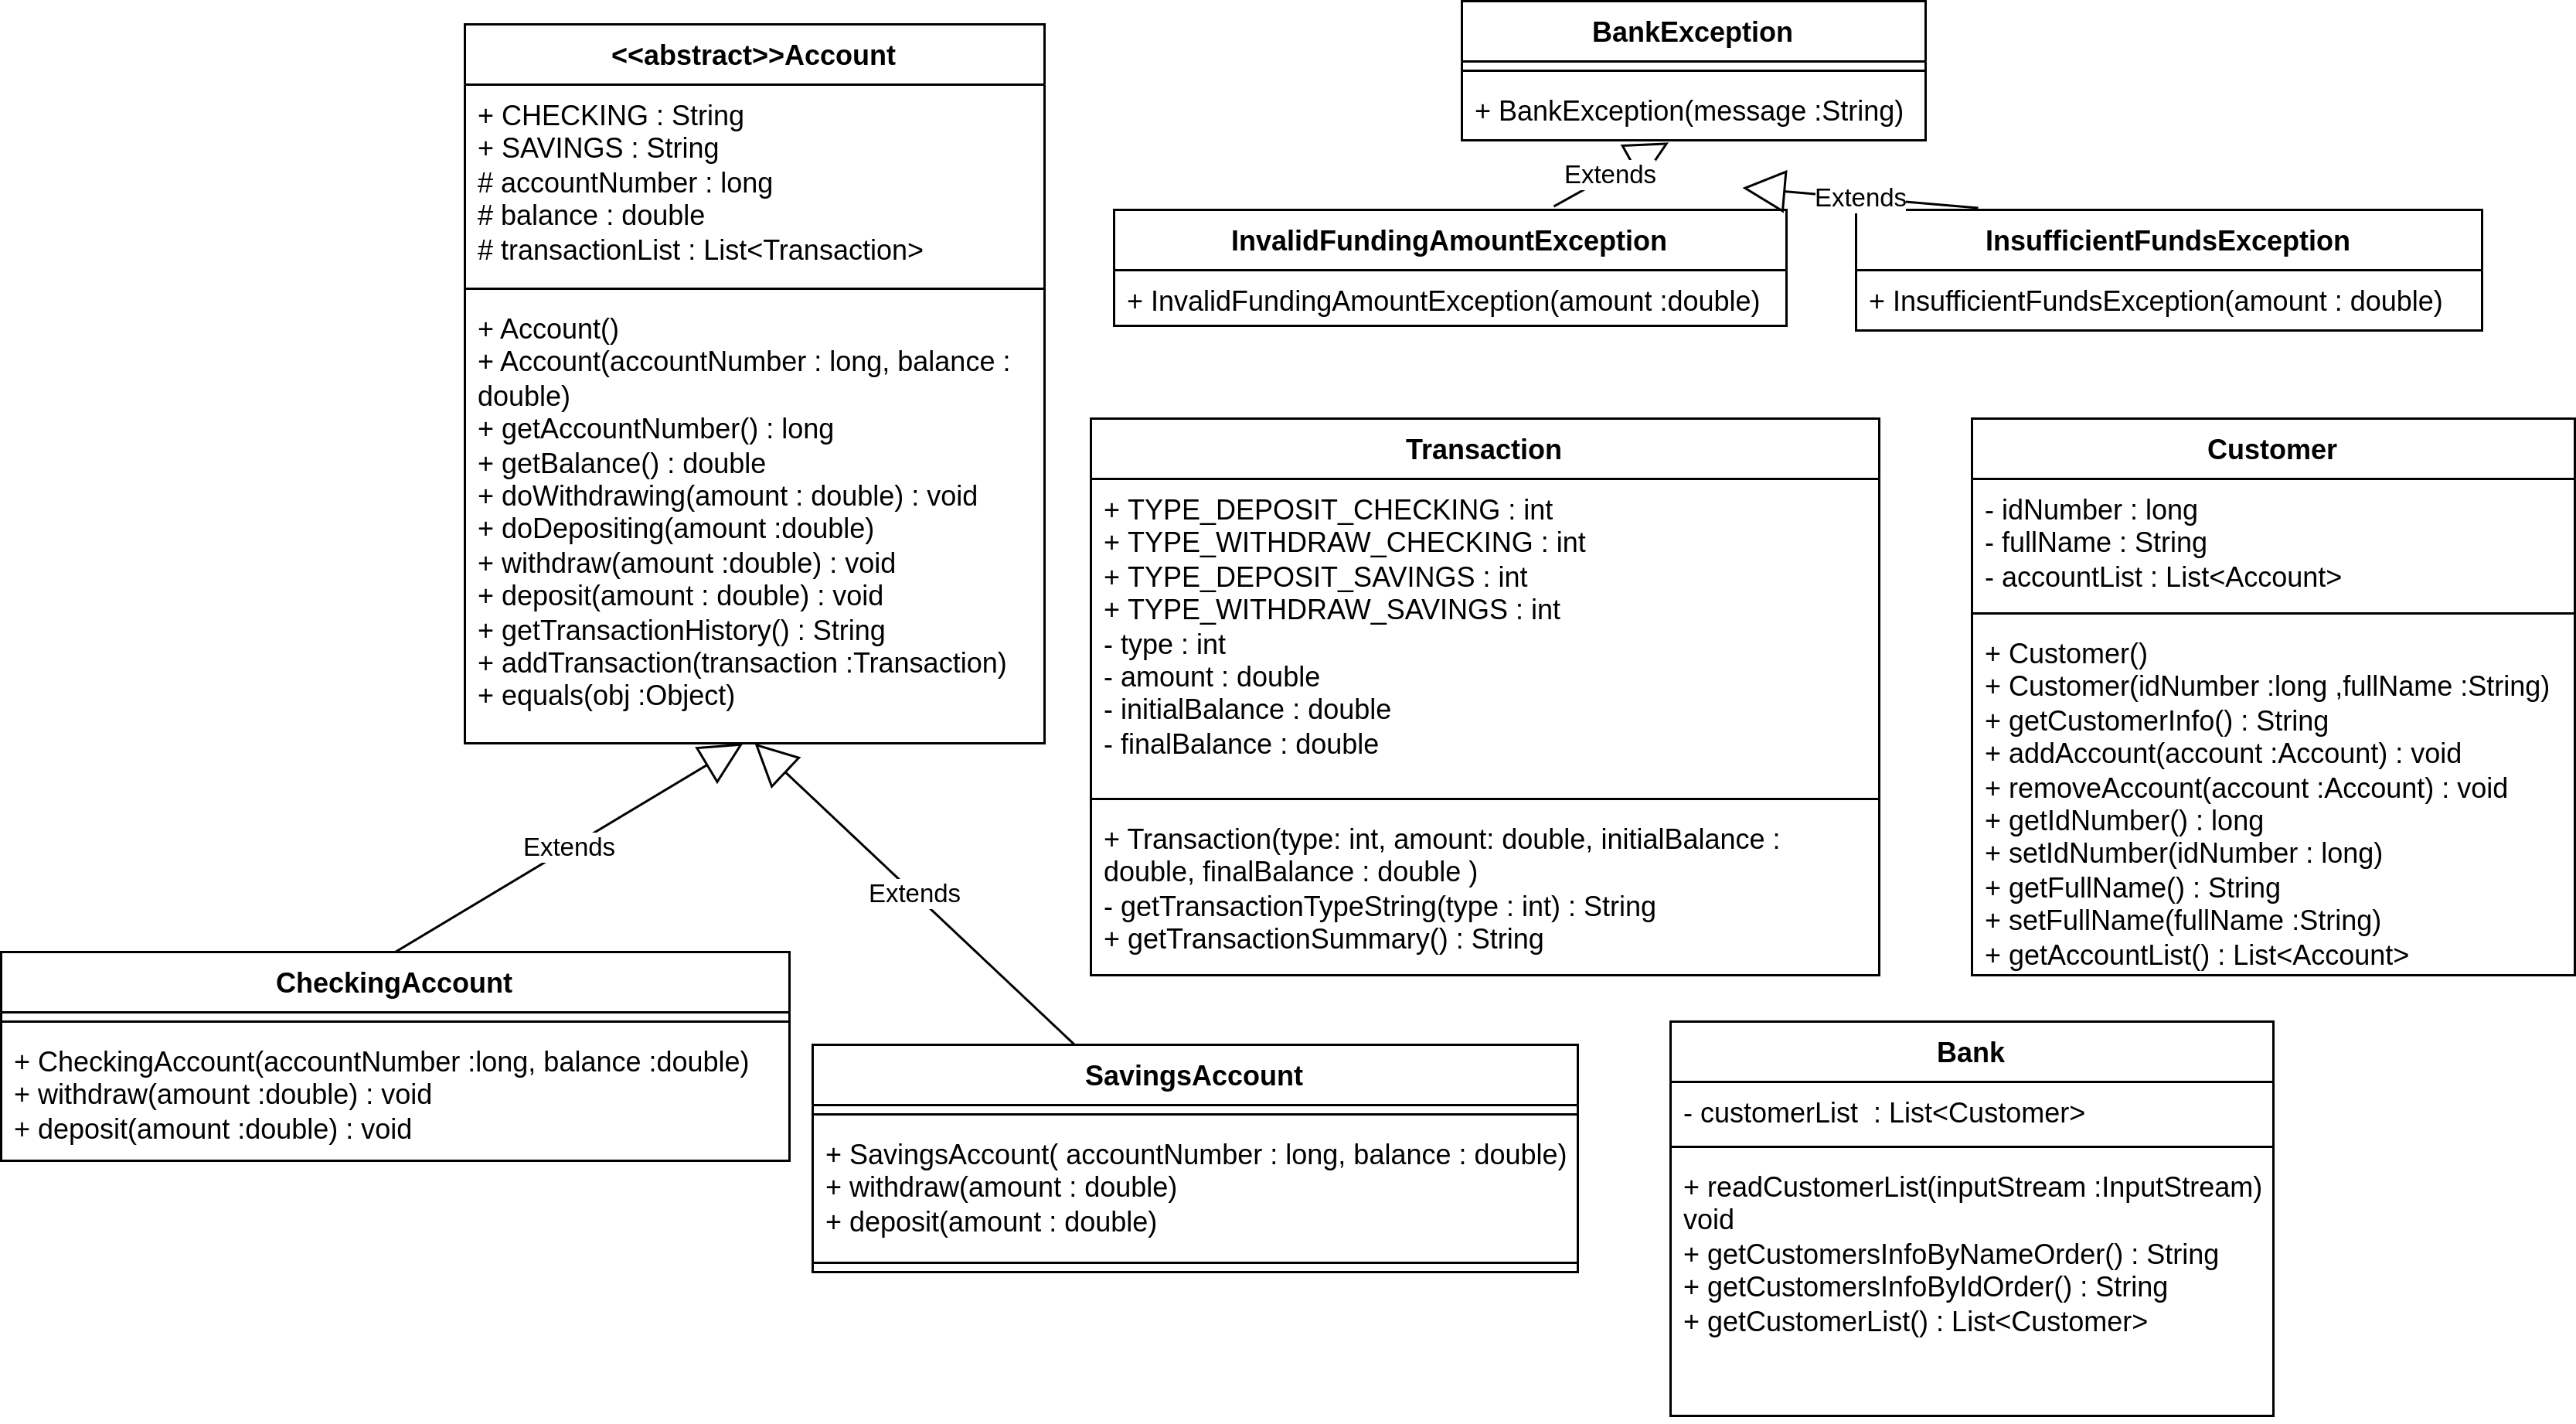 <<abstract>>Account
+ CHECKING : String
+ SAVINGS : String
# accountNumber : long
# balance : double
# transactionList : List<Transaction>
+ Account()
+ Account(accountNumber : long, balance :
double)
+ getAccountNumber() : long
+ getBalance() : double
+ doWithdrawing(amount : double) : void
+ doDepositing(amount :double)
+ withdraw(amount :double) : void
+ deposit(amount : double) : void
+ getTransactionHistory() : String
+ addTransaction(transaction :Transaction)
+ equals(obj :Object)
BankException
+ BankException(message :String)
Extends
Extends
InvalidFundingAmountException
+ InvalidFundingAmountException(amount :double)
InsufficientFundsException
+ InsufficientFundsException(amount : double)
Transaction
+ TYPE_DEPOSIT_CHECKING : int
+ TYPE_WITHDRAW_CHECKING : int
+ TYPE_DEPOSIT_SAVINGS : int
+ TYPE_WITHDRAW_SAVINGS : int
- type : int
- amount : double
- initialBalance : double
- finalBalance : double
+ Transaction(type: int, amount: double, initialBalance :
double, finalBalance : double )
- getTransactionTypeString(type : int) : String
+ getTransactionSummary() : String
Customer
- idNumber : long
- fullName : String
- accountList : List<Account>
+ Customer()
+ Customer(idNumber :long ,fullName :String)
+ getCustomerInfo() : String
+ addAccount(account :Account) : void
+ removeAccount(account :Account) : void
+ getIdNumber() : long
+ setIdNumber(idNumber : long)
+ getFullName() : String
+ setFullName(fullName :String)
+ getAccountList() : List<Account>
Extends
Extends
CheckingAccount
+ CheckingAccount(accountNumber :long, balance :double)
+ withdraw(amount :double) : void
+ deposit(amount :double) : void
SavingsAccount
+ SavingsAccount( accountNumber : long, balance : double)
+ withdraw(amount : double)
+ deposit(amount : double)
Bank
- customerList  : List<Customer>
+ readCustomerList(inputStream :InputStream)
void
+ getCustomersInfoByNameOrder() : String
+ getCustomersInfoByIdOrder() : String
+ getCustomerList() : List<Customer>